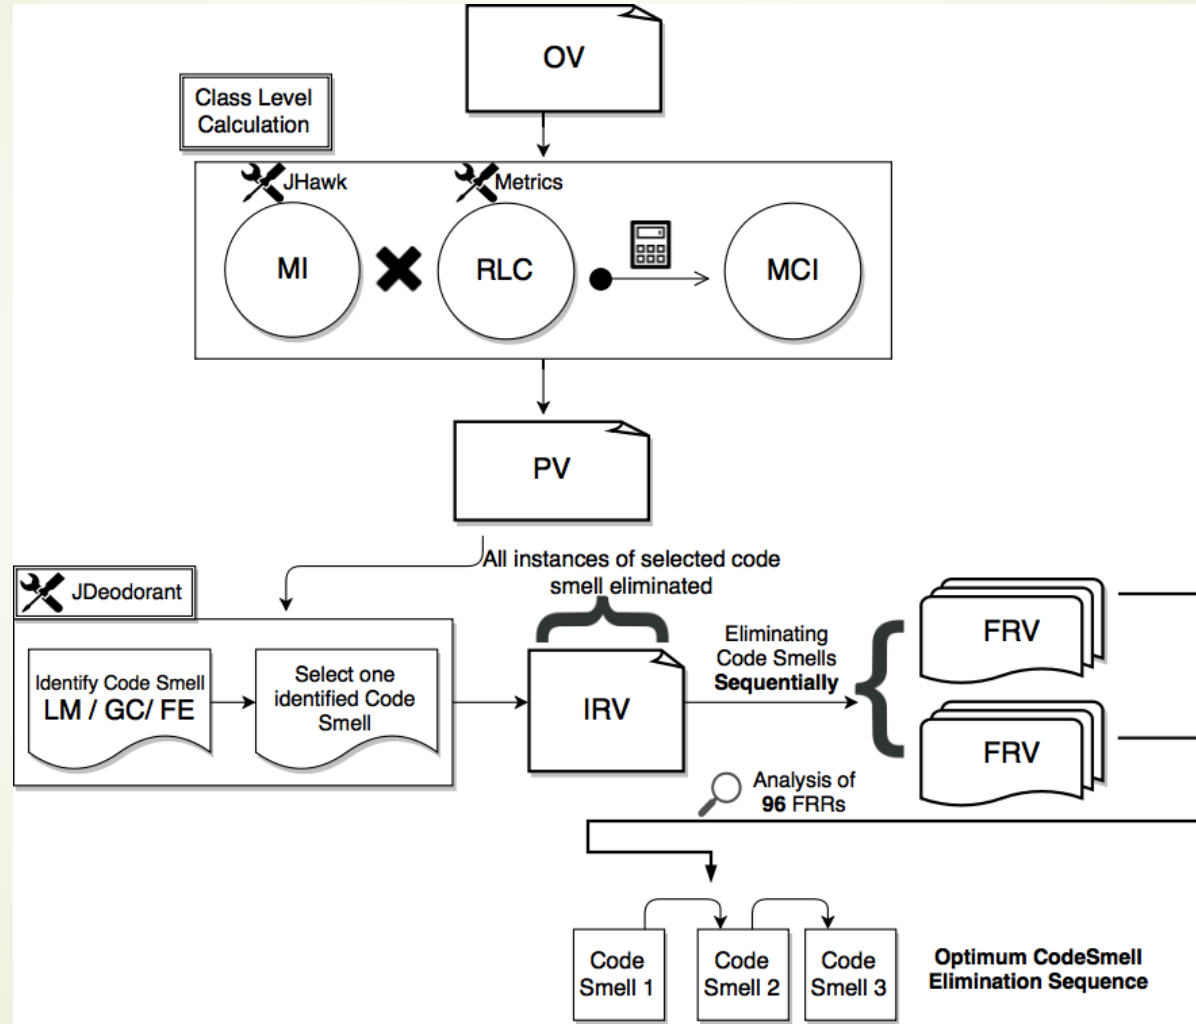 OV
Class Level
Calculation
JHawk
Metrics
MI
RLC
MCI
PV
All instances of selected code
smell eliminated
JDeodorant
Identify Code Smell
LM / GC/ FE
Select one
identified Code
Smell
IRV
Eliminating
Code Smells
Sequentially
FRV
FRV
Analysis of
96 FRRs
Code
Smell 1
Code
Smell 2
Code
Smell 3
Optimum CodeSmell
Elimination Sequence